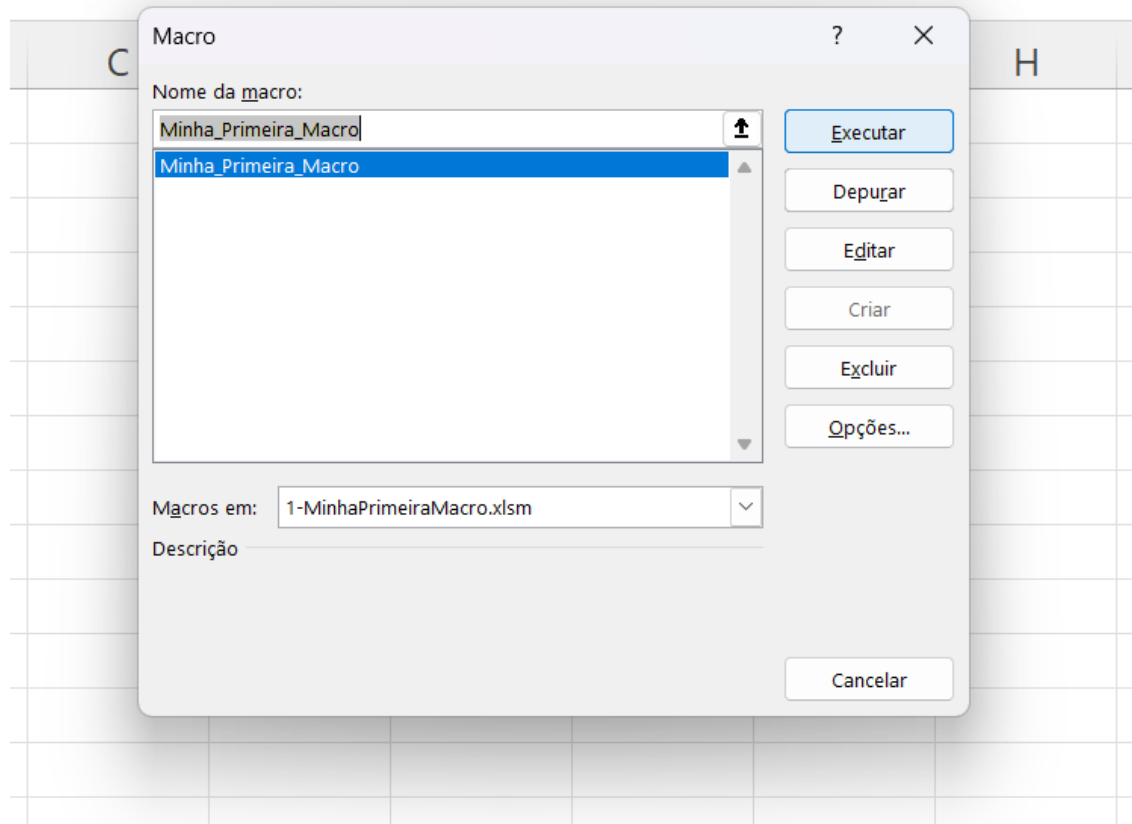 Macro ?
C H
Nome da macro:
Minha_Primeira_Macro
Executar
Minha_Primeira_Macro
Depurar
Editar
Criar
Excluir
Opções...
Macros em: 1-MinhaPrimeiraMacro.xlsm
Descrição
Cancelar